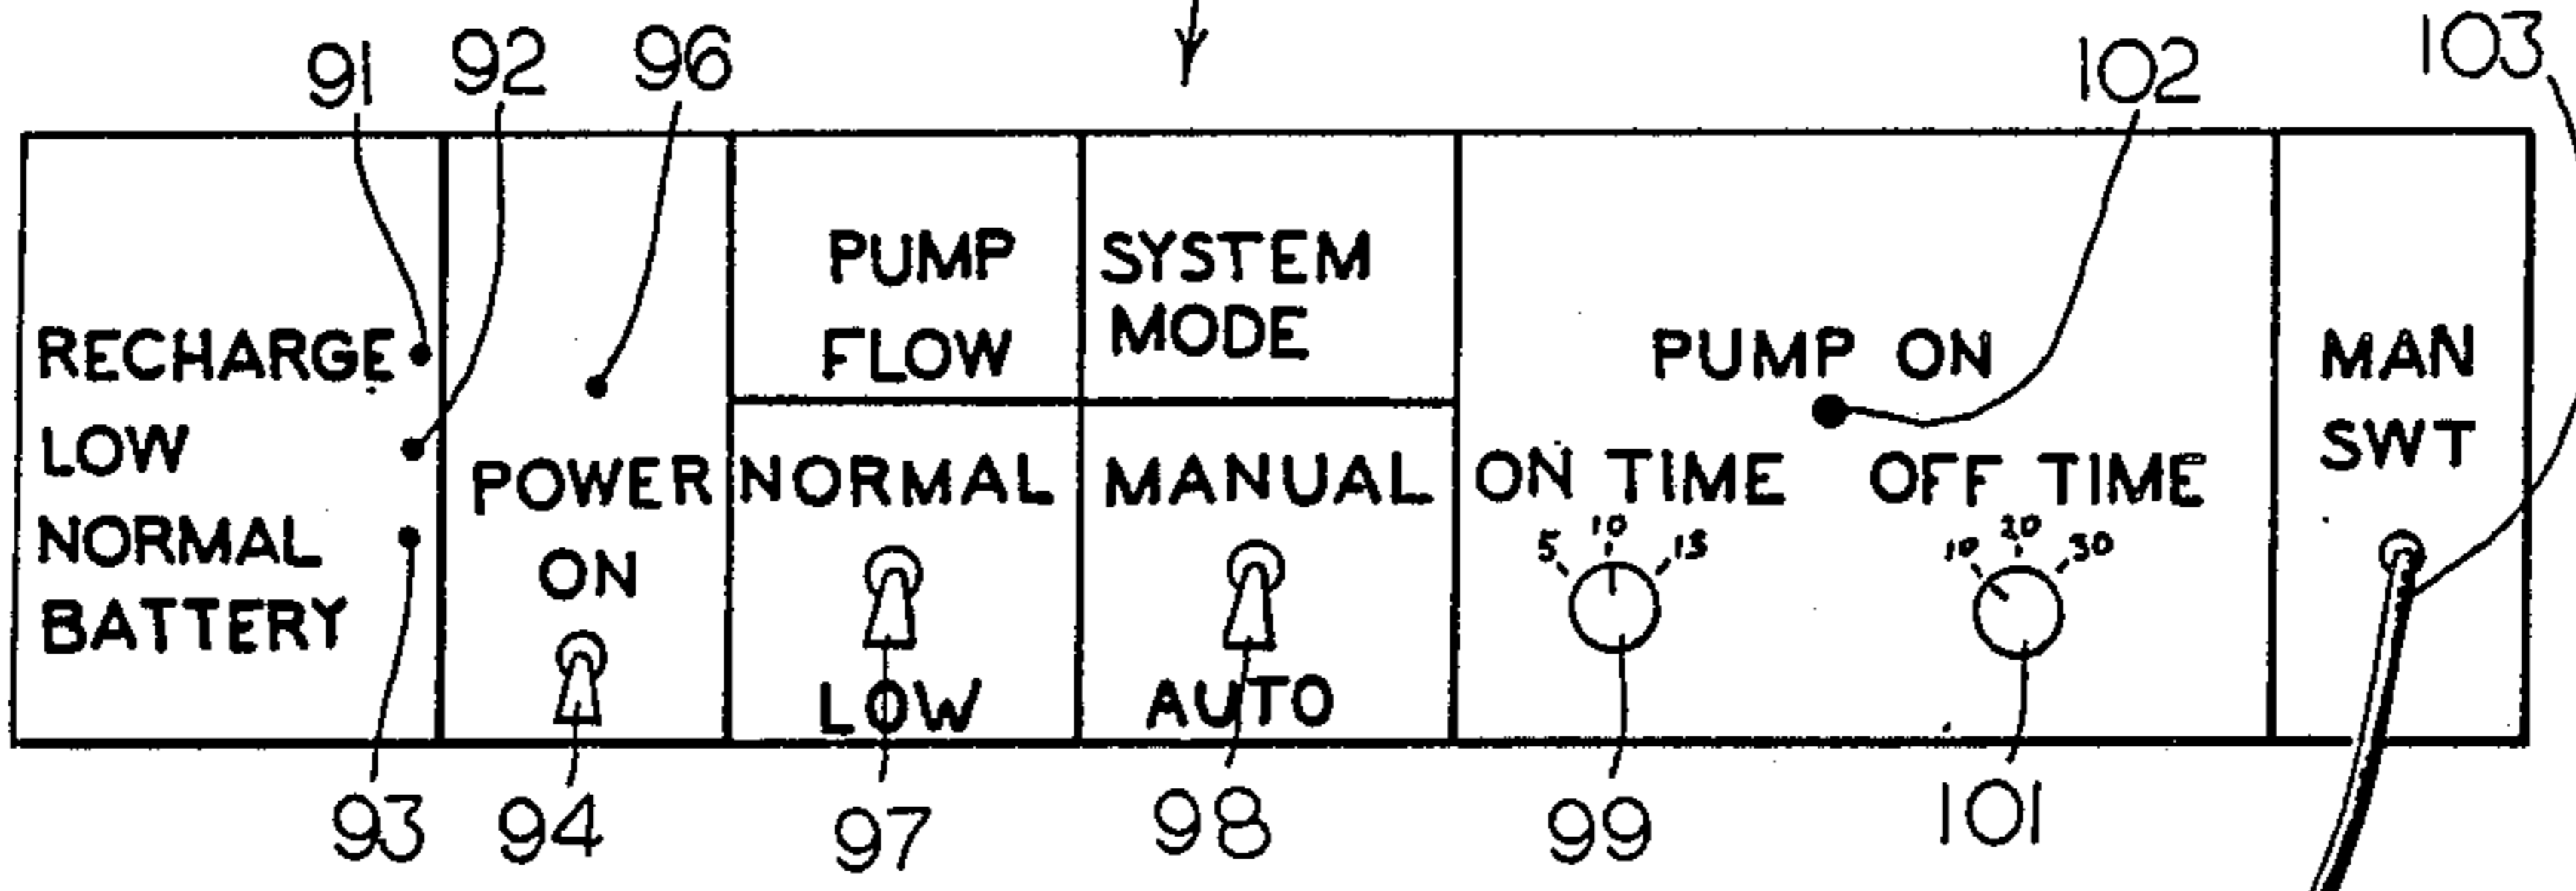 91 92 96 102 103
RECHARGE
LOW
NORMAL
BATTERY
POWER
ON
PUMP
FLOW
NORMAL
LOW
SYSTEM
MODE
MANUAL
AUTO
PUMP ON
ON TIME
5 10 15
OFF TIME
10 20 30
MAN
SWT
93 94 97 98 99 101